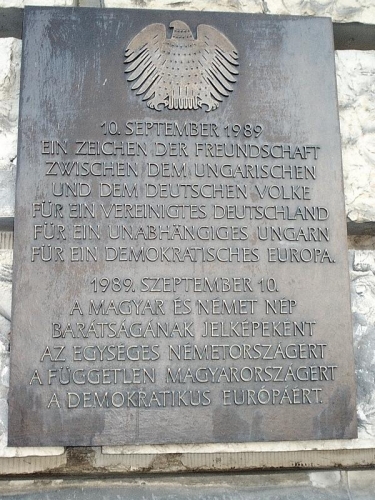 10. SEPTEMBER 1989
EIN ZEICHEN DER FREUNDSCHAFT
ZWISCHEN DEM UNGARISCHEN
UND DEM DEUTSCHEN VOLKE
FÜR EIN VEREINIGTES DEUTSCHLAND
FÜR EIN UNABHÄNGIGES UNGARN
FÜR EIN DEMOKRATISCHES EUROPA.
1989. SZEPTEMBER 10.
A MAGYAR ÉS NÉMET NÉP
BARÁTSÁGÁNAK JELKÉPEKÉNT
AZ EGYSÉGES NÉMETORSZÁGÉRT
A FÜGGETLEN MAGYARORSZÁGÉRT
A DEMOKRATIKUS EURÓPÁÉRT.